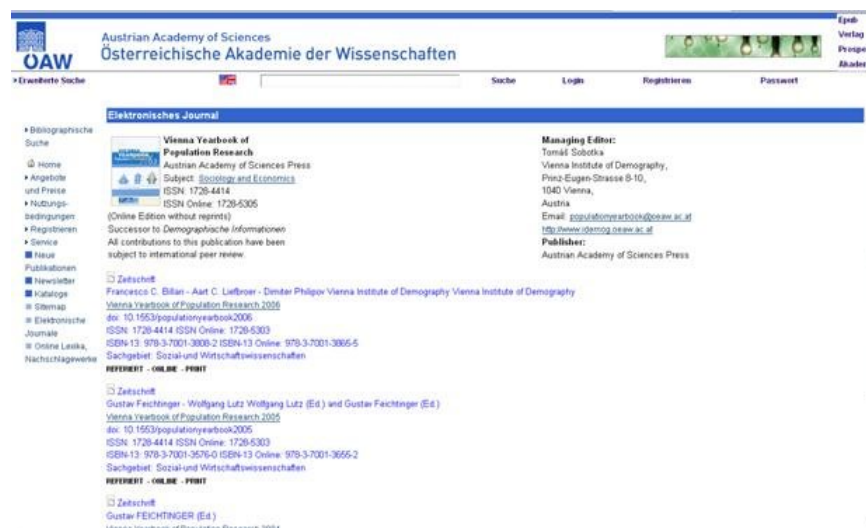 ÖAW
Austrian Academy of Sciences
Österreichische Akademie der Wissenschaften
Epub
Verlag
Prospe
Akader
Erweiterte Suche
Suche
Login
Registrieren
Passwort
Bibliographische
Suche
Home
Angebote
und Preise
Nutzungs-
bedingungen
Registrieren
Service
Neue
Publikationen
Newsletter
Kataloge
Sitemap
Elektronische
Journale
Online Lexika,
Nachschlagewerke
Elektronisches Journal
Vienna Yearbook of
Population Research
Austrian Academy of Sciences Press
Subject: Sociology and Economics
ISSN: 1728-4414
ISSN Online: 1728-5305
(Online Edition without reprints)
Successor to Demographische Informationen
All contributions to this publication have been
subject to international peer review.
Managing Editor:
Tomáš Sobotka
Vienna Institute of Demography,
Prinz-Eugen-Strasse 8-10,
1040 Vienna,
Austria
Email: populationyearbook@oeaw.ac.at
http://www.idemog.oeaw.ac.at
Publisher:
Austrian Academy of Sciences Press
Zeitschrift
Francesco C. Billari - Aart C. Liefbroer - Dimiter Philipov Vienna Institute of Demography Vienna Institute of Demography
Vienna Yearbook of Population Research 2006
doi: 10.1553/populationyearbook2006
ISSN: 1728-4414 ISSN Online: 1728-5303
ISBN-13: 978-3-7001-3808-2 ISBN-13 Online: 978-3-7001-3865-5
Sachgebiet: Sozial-und Wirtschaftswissenschaften
REFERIERT - ONLINE - PRINT
Zeitschrift
Gustav Feichtinger - Wolfgang Lutz Wolfgang Lutz (Ed.) and Gustav Feichtinger (Ed.)
Vienna Yearbook of Population Research 2005
doi: 10.1553/populationyearbook2005
ISSN: 1728-4414 ISSN Online: 1728-5303
ISBN-13: 978-3-7001-3576-0 ISBN-13 Online: 978-3-7001-3655-2
Sachgebiet: Sozial-und Wirtschaftswissenschaften
REFERIERT - ONLINE - PRINT
Zeitschrift
Gustav FEICHTINGER (Ed.)
Vienna Yearbook of Population Research 2004